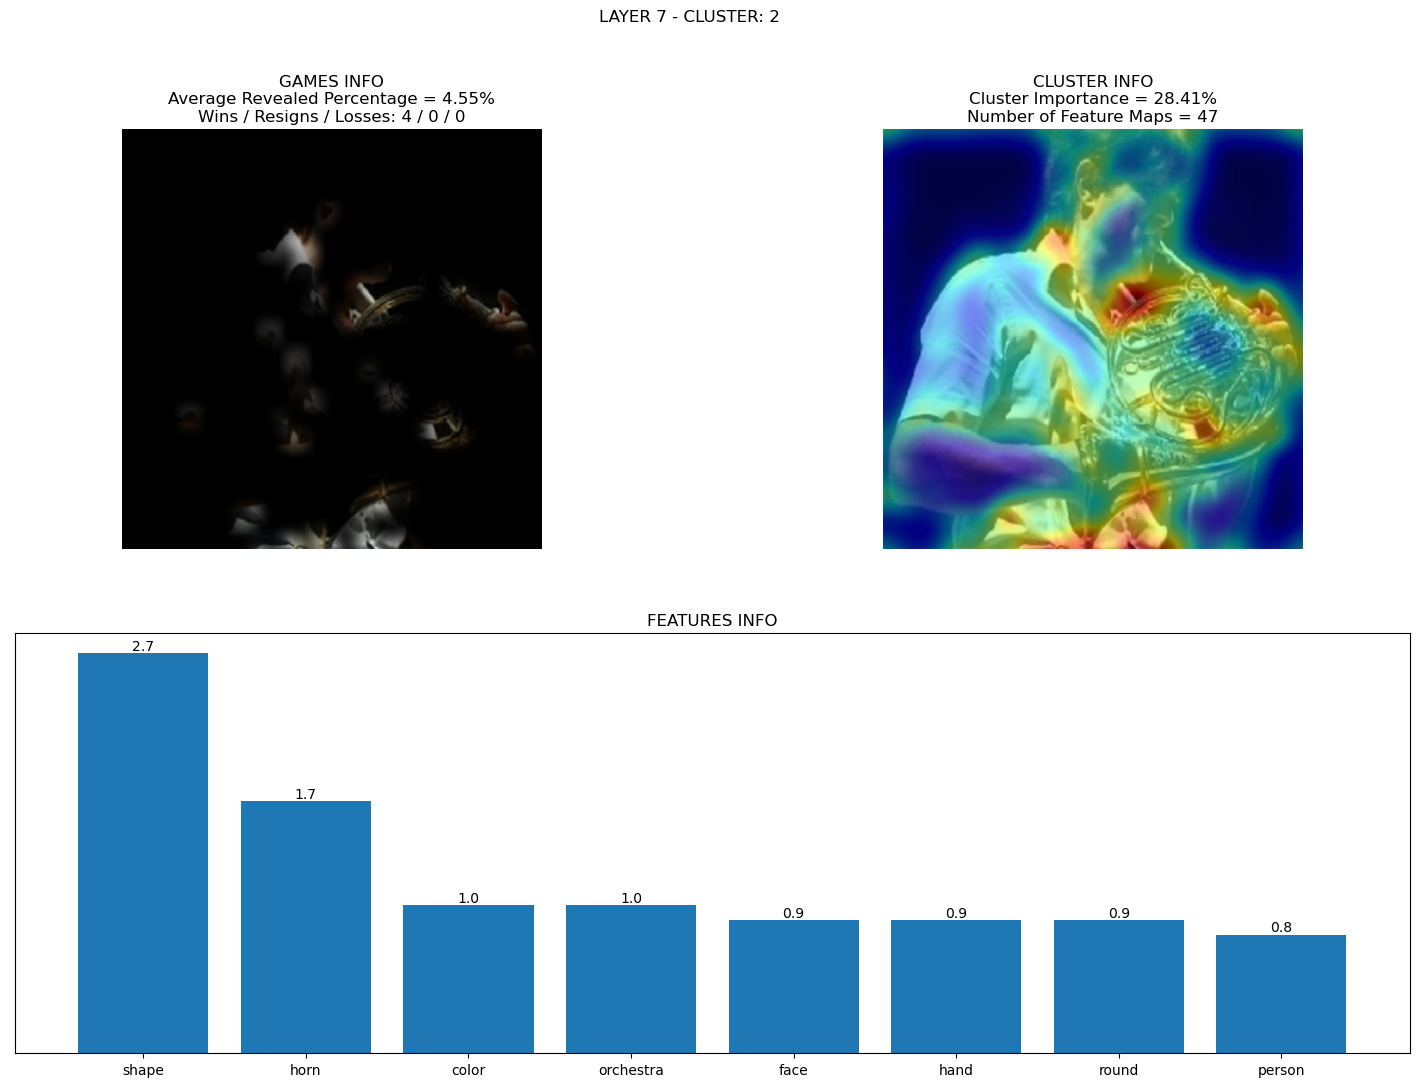 LAYER 7 - CLUSTER: 2
GAMES INFO
Average Revealed Percentage = 4.55%
Wins / Resigns / Losses: 4 / 0 / 0
CLUSTER INFO
Cluster Importance = 28.41%
Number of Feature Maps = 47
FEATURES INFO
2.7
1.7
1.0
1.0
0.9
0.9
0.9
0.8
shape
horn
color
orchestra
face
hand
round
person